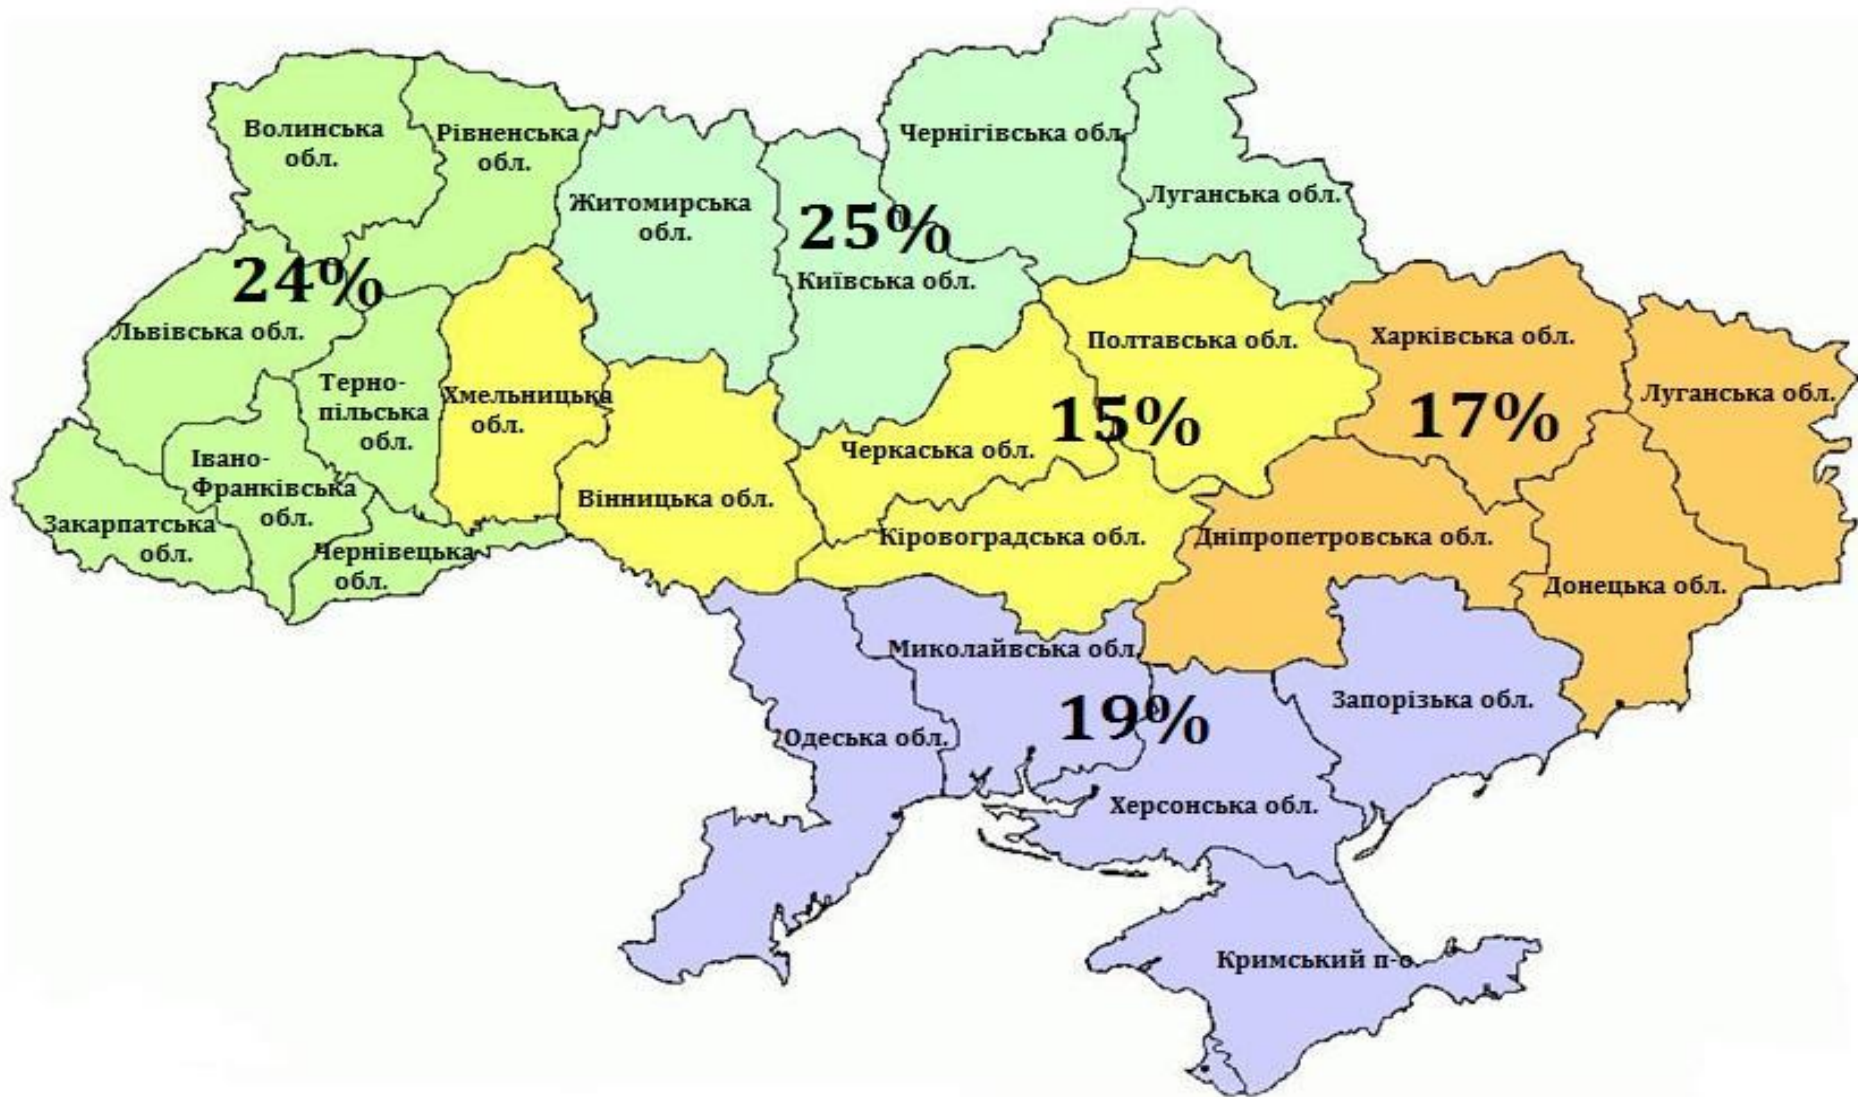 Волинська
обл.
Рівненська
обл.
Чернігівська обл.
Житомирська
обл.
25%
Київська обл.
Луганська обл.
24%
Львівська обл.
Терно-
пільська
обл.
Хмельницька
обл.
Івано-
Франківська
обл.
Закарпатська
обл.
Чернівецька
обл.
Вінницька обл.
Полтавська обл.
15%
Черкаська обл.
Кіровоградська обл.
Харківська обл.
17%
Луганська обл.
Дніпропетровська обл.
Донецька обл.
Миколайвська обл.
19%
Одеська обл.
Запорізька обл.
Херсонська обл.
Кримський п-о.